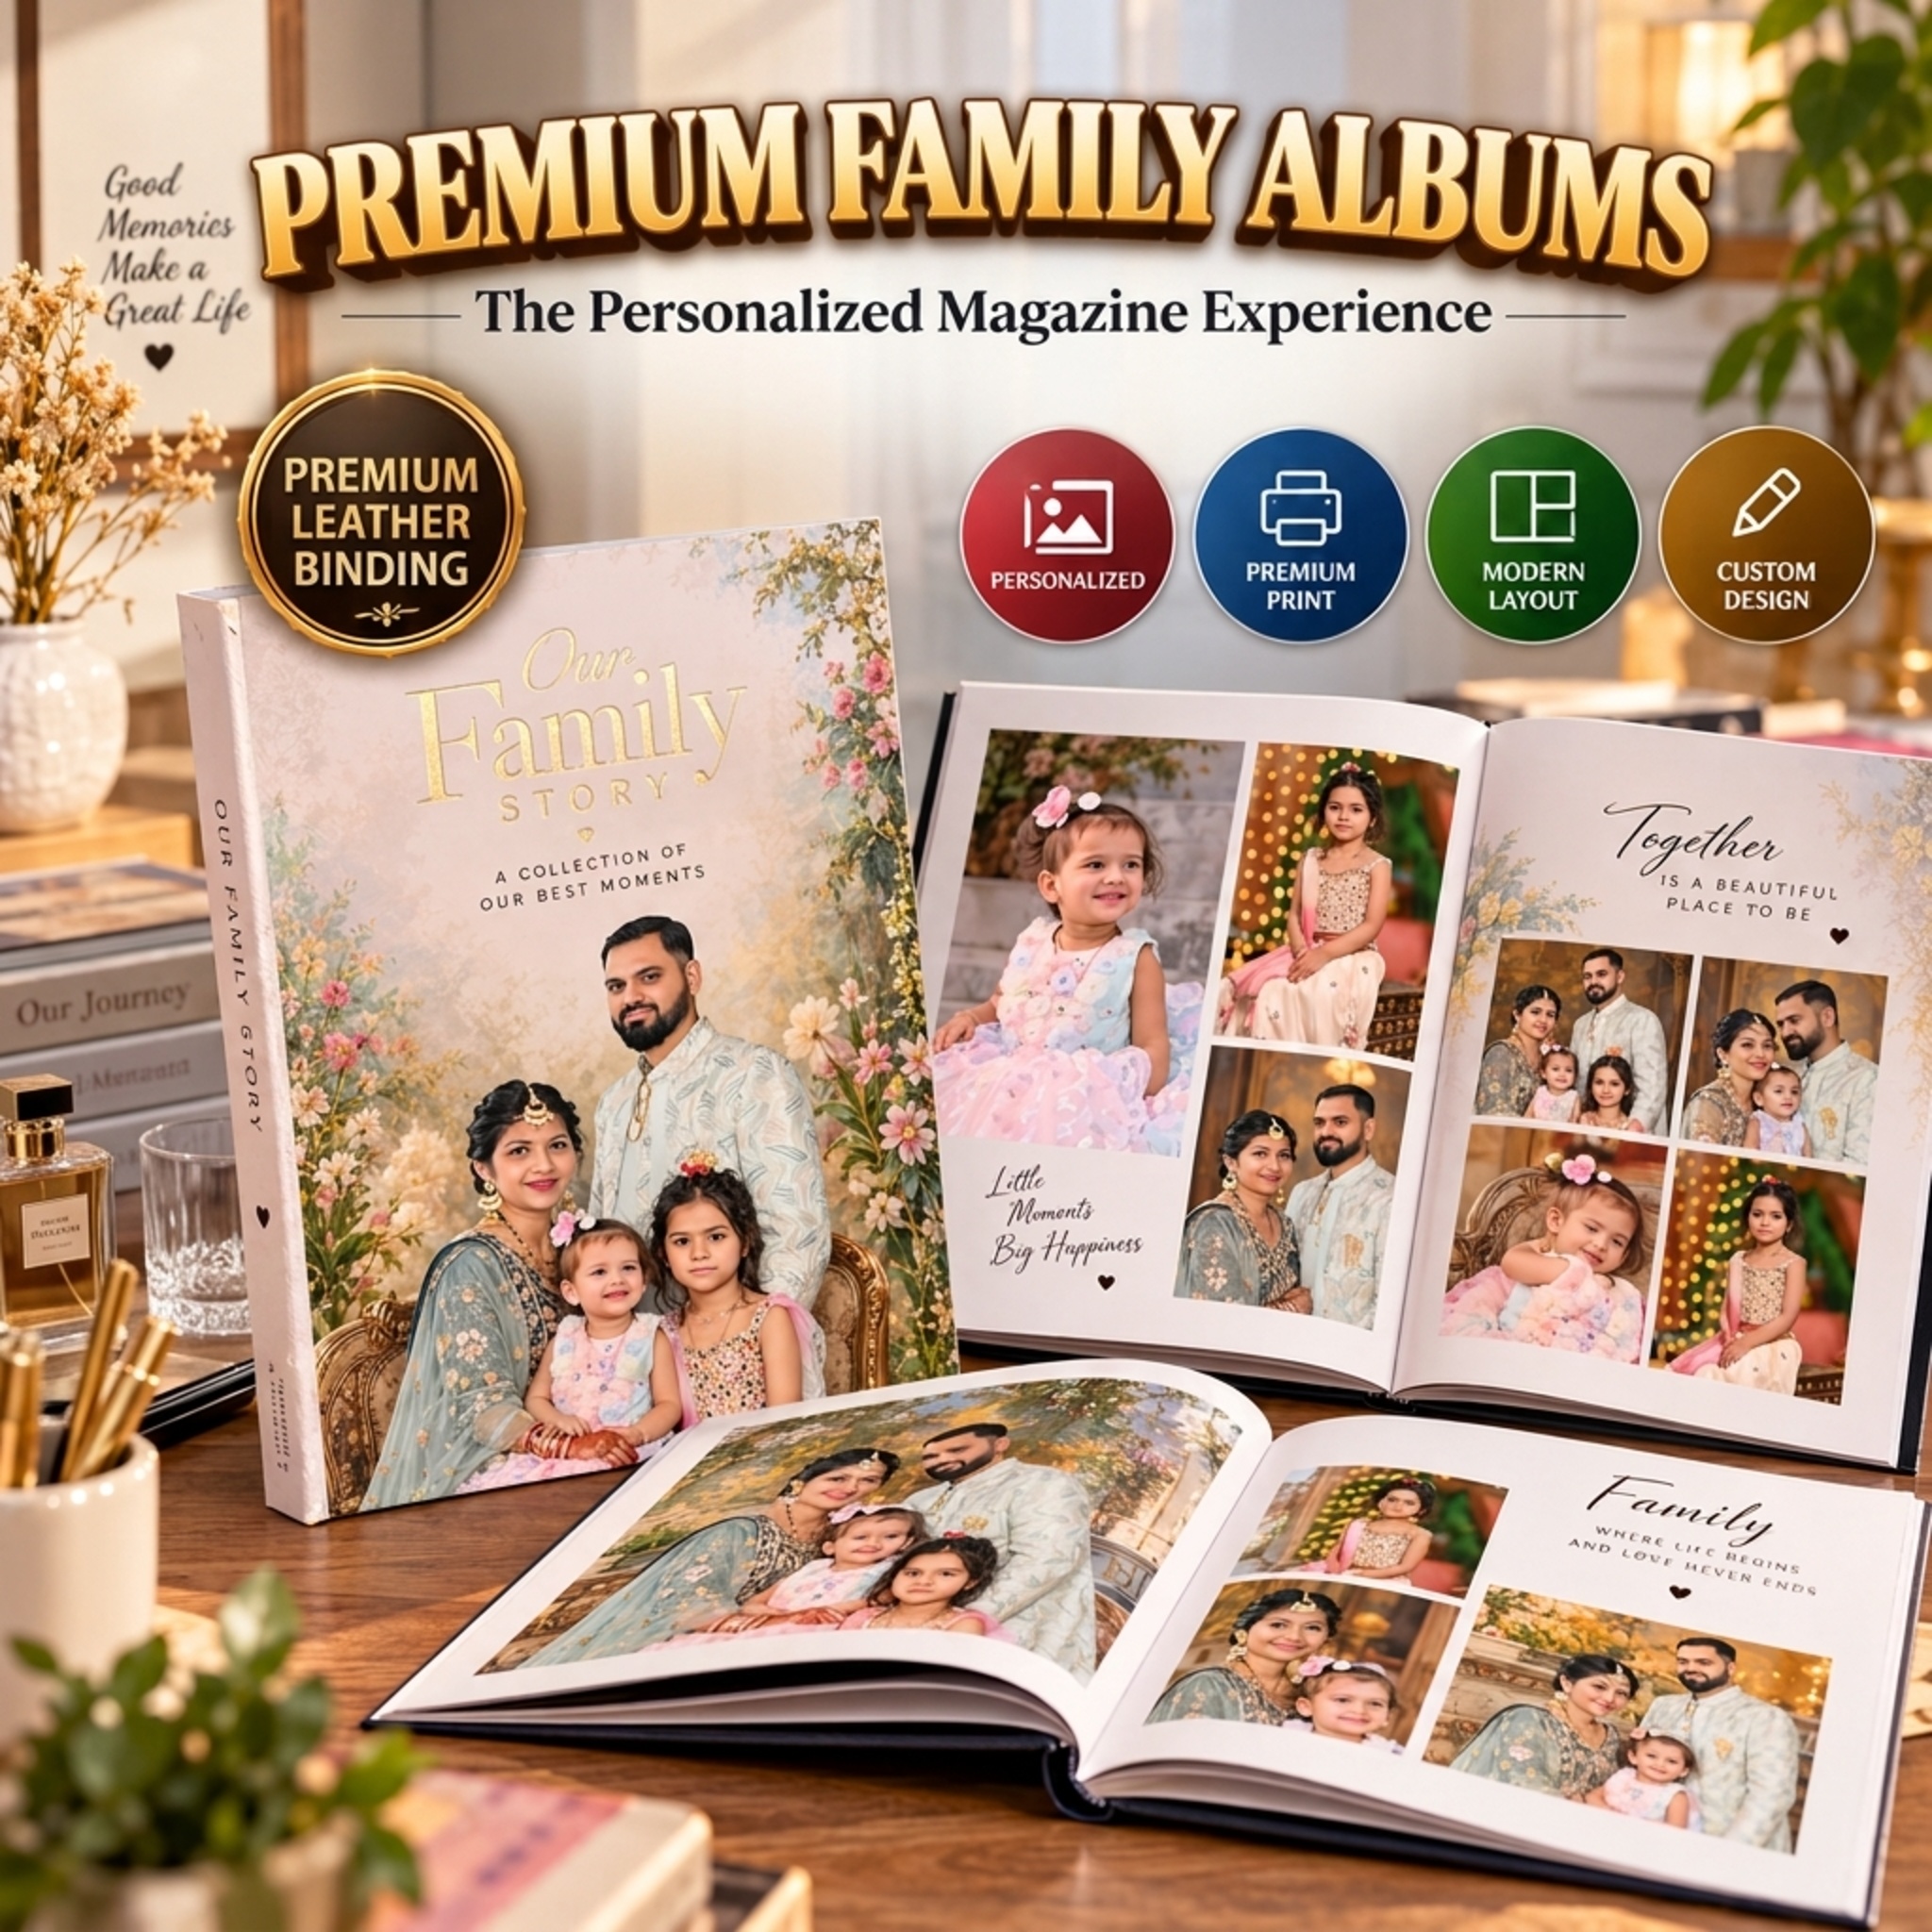 PREMIUM FAMILY ALBUMS
The Personalized Magazine Experience
Good
Memories
Make a
Great Life
PREMIUM
LEATHER
BINDING
PERSONALIZED
PREMIUM
PRINT
MODERN
LAYOUT
CUSTOM
DESIGN
Our
Family
STORY
A COLLECTION OF
OUR BEST MOMENTS
OUR FAMILY GTORY
Together
IS A BEAUTIFUL
PLACE TO BE
Little
Moments
Big Happiness
Our Journey
Family
WHERE LIFE BEGINS
AND LOVE NEVER ENDS